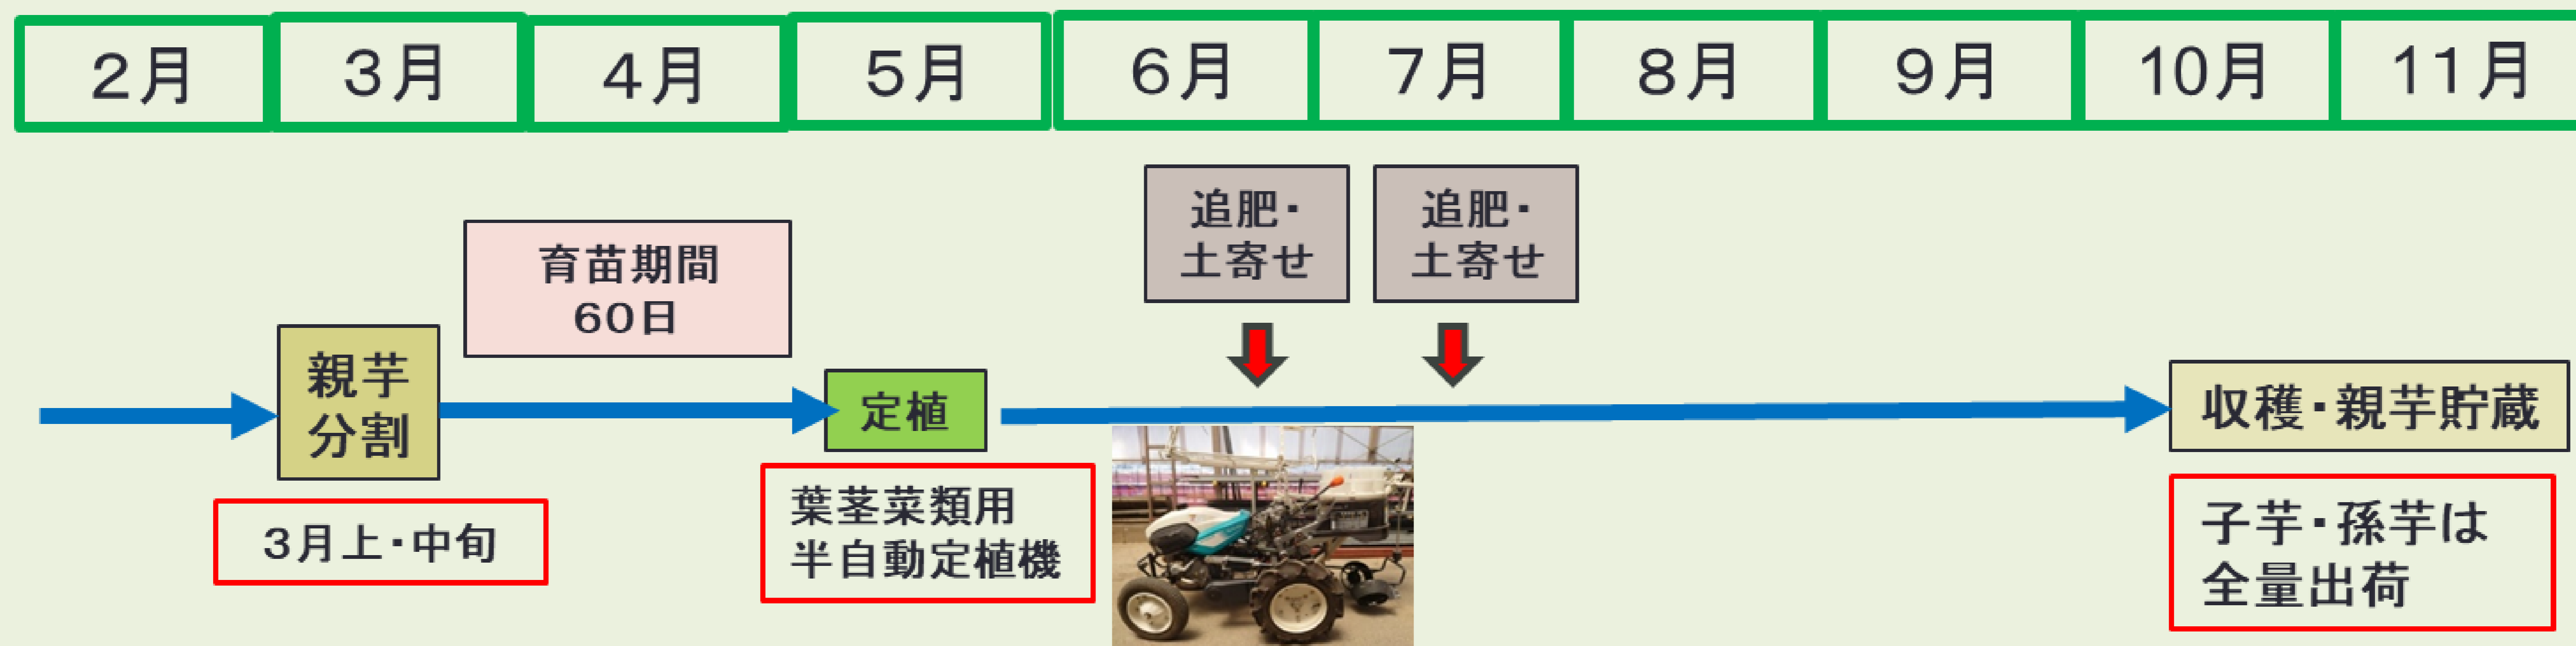 2月 3月 4月 5月 6月 7月 8月 9月 10月 11月
追肥・
土寄せ
追肥・
土寄せ
育苗期間
60日
親芋
分割
3月上・中旬
定植
葉茎菜類用
半自動定植機
収穫・親芋貯蔵
子芋・孫芋は
全量出荷